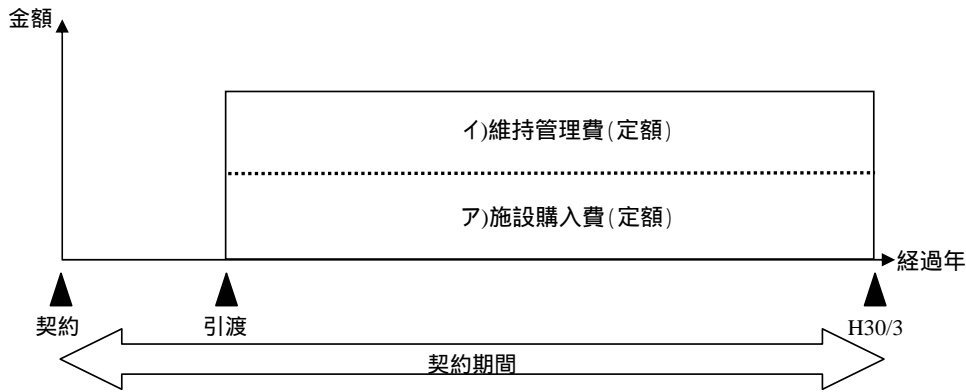 金額
イ)維持管理費(定額)
ア)施設購入費(定額)
経過年
契約
引渡
H30/3
契約期間